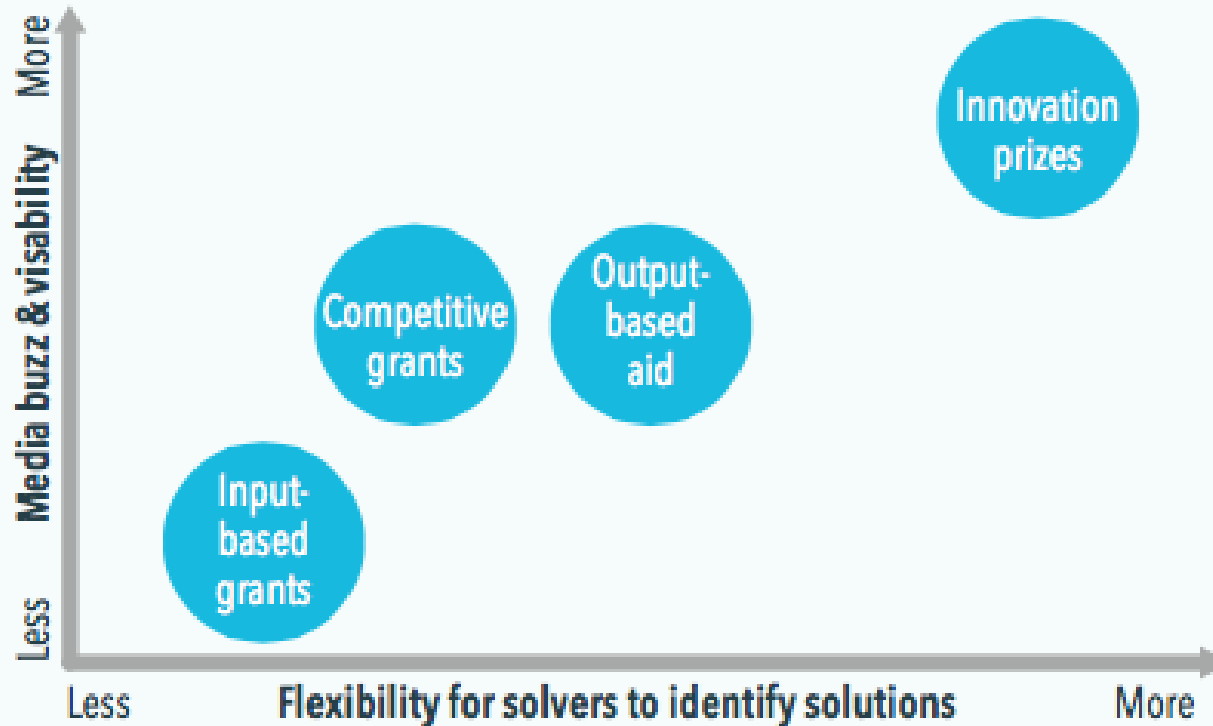 More
Media buzz & visability
Less
Innovation
prizes
Competitive
grants
Output-
based
aid
Input-
based
grants
Less
Flexibility for solvers to identify solutions
More